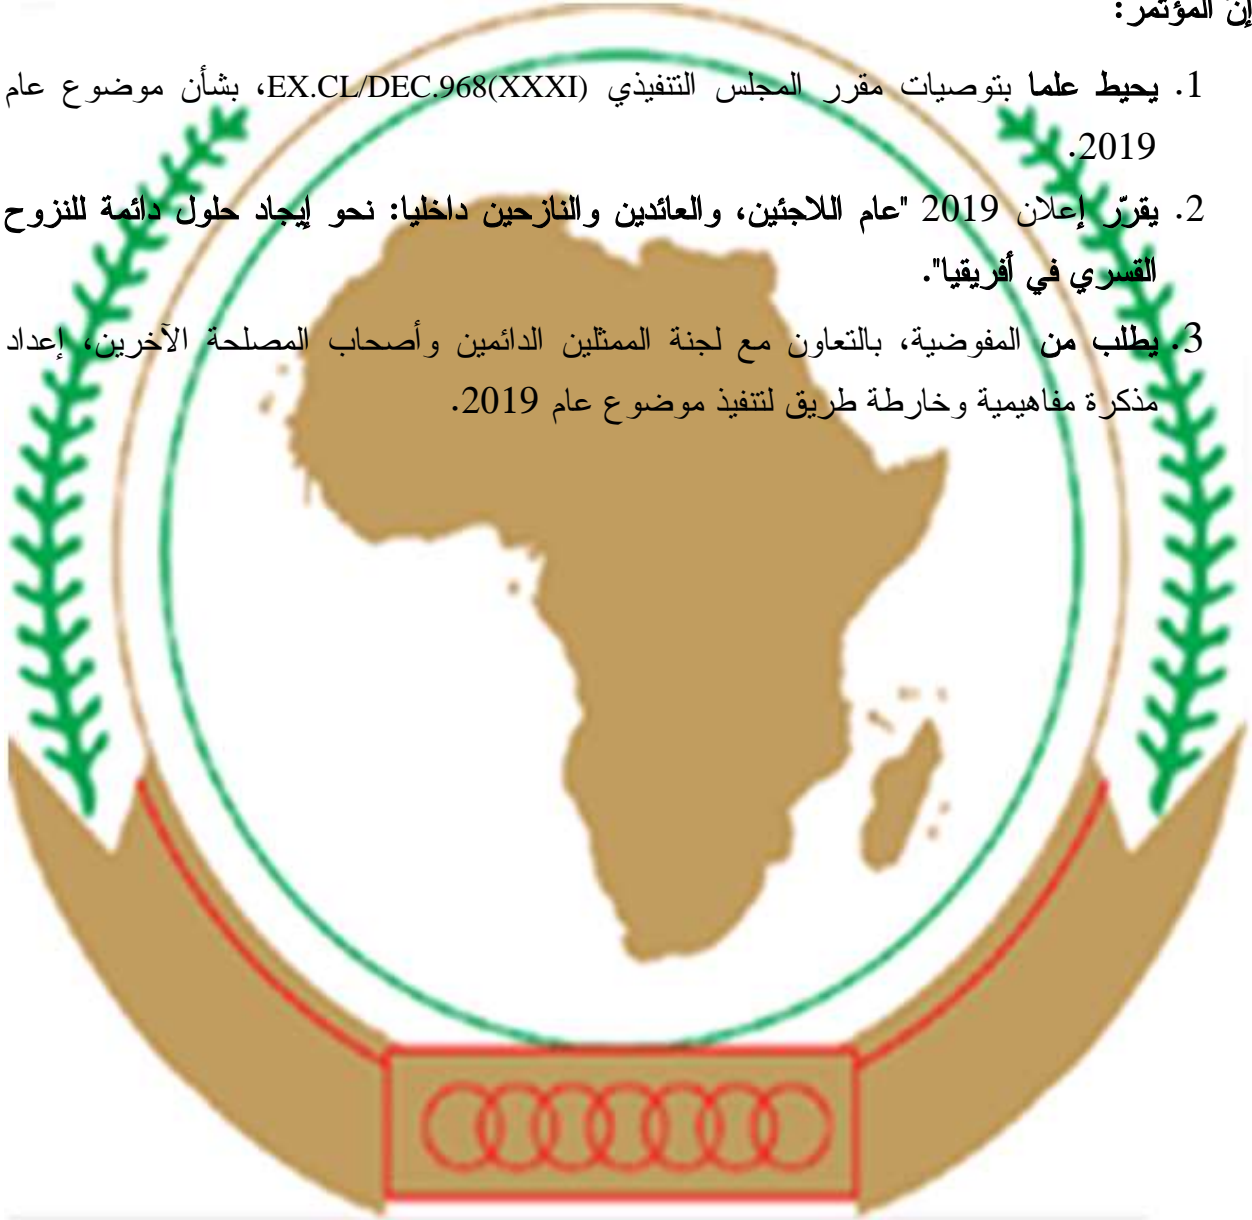 إن المؤتمر:
1. يحيط علما بتوصيات مقرر المجلس التنفيذي EX.CL/DEC.968(XXXI)، بشأن موضوع عام
2019.
2. يقرّر إعلان 2019 "عام اللاجئين، والعائدين والنازحين داخليا: نحو إيجاد حلول دائمة للنزوح
القسري في أفريقيا".
3. يطلب من المفوضية، بالتعاون مع لجنة الممثلين الدائمين وأصحاب المصلحة الآخرين، إعداد
مذكرة مفاهيمية وخارطة طريق لتنفيذ موضوع عام 2019.